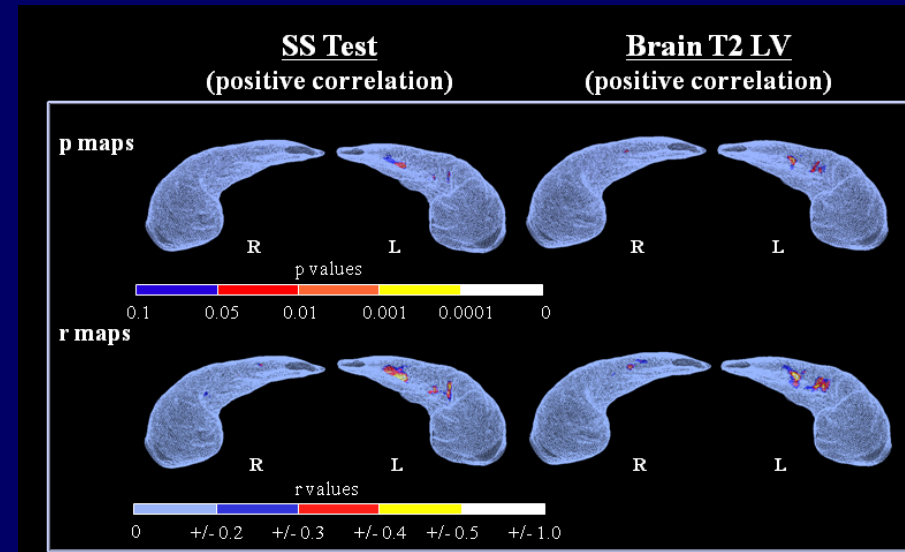 SS Test
(positive correlation)
Brain T2 LV
(positive correlation)
p maps
R
L
R
L
p values
0.1 0.05 0.01 0.001 0.0001 0
r maps
R
L
R
L
r values
0 +/- 0.2 +/- 0.3 +/- 0.4 +/- 0.5 +/- 1.0